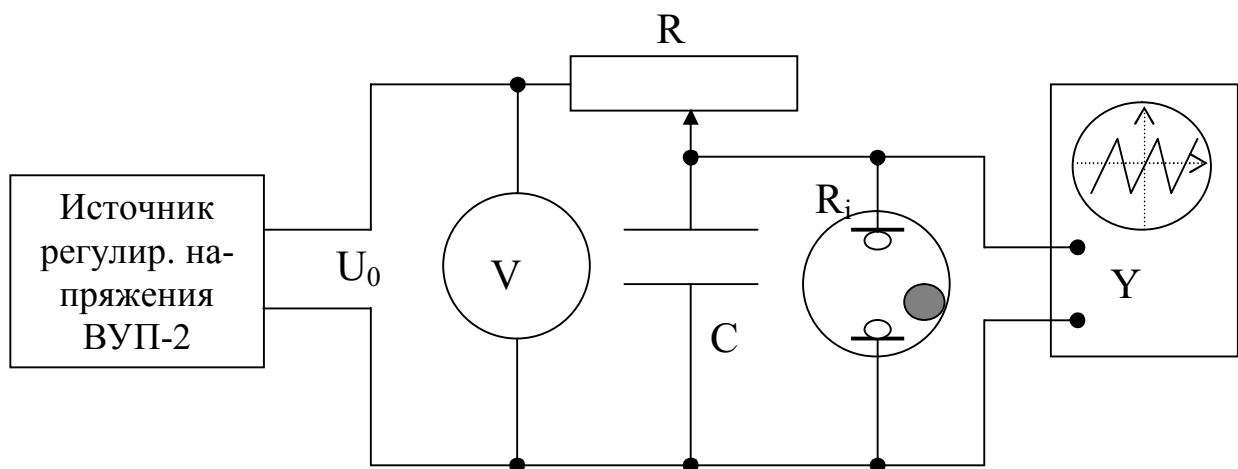 R
Источник
регулир. на-
пряжения
ВУП-2
U₀
V
C
Rᵢ
Y